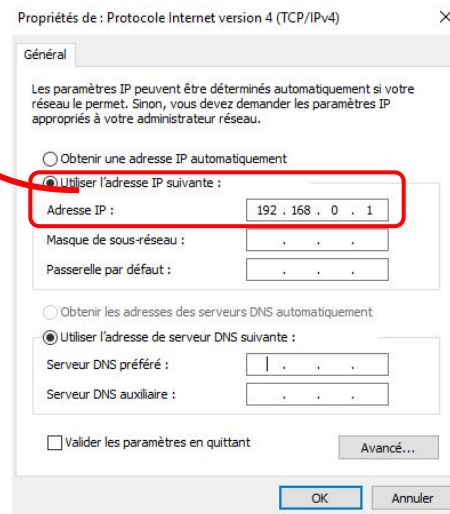 Propriétés de : Protocole Internet version 4 (TCP/IPv4)
Général
Les paramètres IP peuvent être déterminés automatiquement si votre
réseau le permet. Sinon, vous devez demander les paramètres IP
appropriés à votre administrateur réseau.
Obtenir une adresse IP automatiquement
Utiliser l'adresse IP suivante :
Adresse IP : 192 . 168 . 0 . 1
Masque de sous-réseau : . . .
Passerelle par défaut : . . .
Obtenir les adresses des serveurs DNS automatiquement
Utiliser l'adresse de serveur DNS suivante :
Serveur DNS préféré : . . .
Serveur DNS auxiliaire : . . .
Valider les paramètres en quittant
Avancé...
OK Annuler